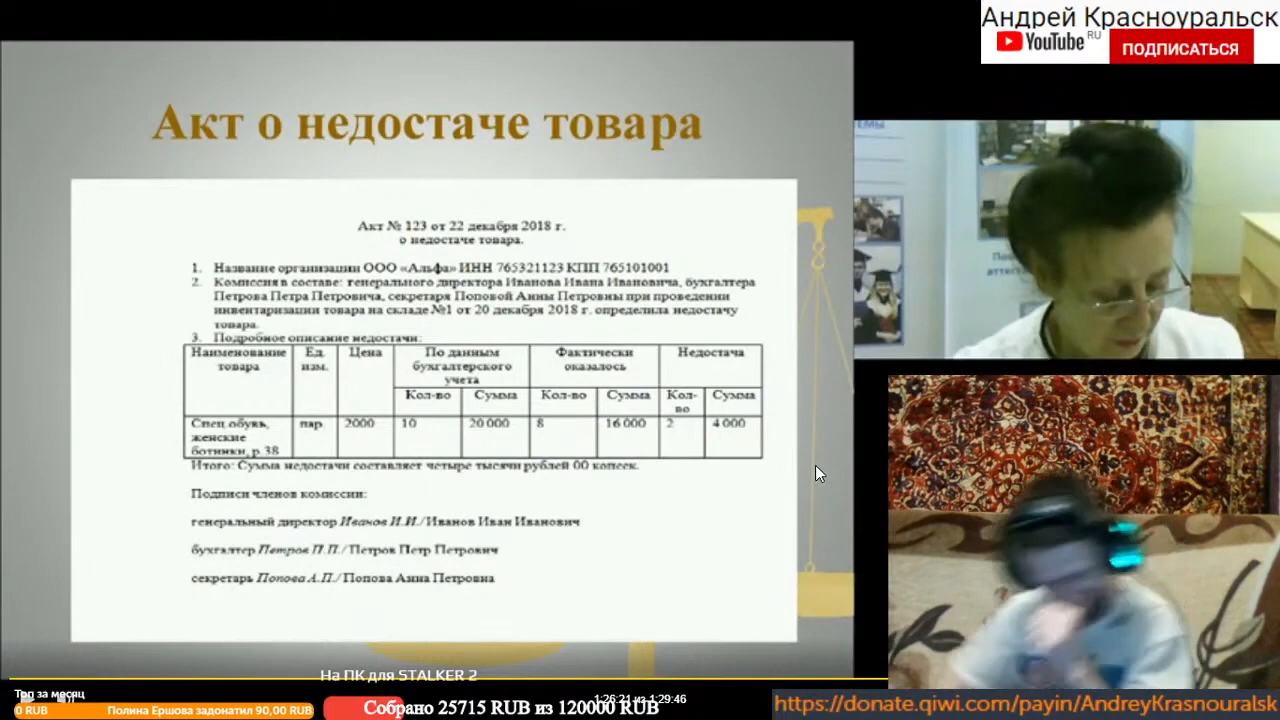 Андрей Красноуральск
YouTube RU
ПОДПИСАТЬСЯ
Акт о недостаче товара
Акт № 123 от 22 декабря 2018 г.
о недостаче товара.
1. Название организации ООО «Альфа» ИНН 765321123 КПП 765101001
2. Комиссия в составе: генерального директора Иванова Ивана Ивановича, бухгалтера
Петрова Петра Петровича, секретаря Поповой Анны Петровны при проведении
инвентаризации товара на складе №1 от 20 декабря 2018 г. определила недостачу
товара.
3. Подробное описание недостачи:
Наименование товара Ед. изм. Цена По данным бухгалтерского учета Фактически оказалось Недостача
Кол-во Сумма Кол-во Сумма Кол-во Сумма
Спец.обувь, женские ботинки, р.38 пар. 2000 10 20 000 8 16 000 2 4 000
Итого: Сумма недостачи составляет четыре тысячи рублей 00 копеек.
Подписи членов комиссии:
генеральный директор Иванов И.И./ Иванов Иван Иванович
бухгалтер Петров П.П./ Петров Петр Петрович
секретарь Попова А.П./ Попова Анна Петровна
На ПК для STALKER 2
Топ за месяц
0 RUB Полина Ершова задонатил 90,00 RUB
Собрано 25715 RUB из 120000 RUB
1:26:21 из 1:29:46
https://donate.qiwi.com/payin/AndreyKrasnouralsk